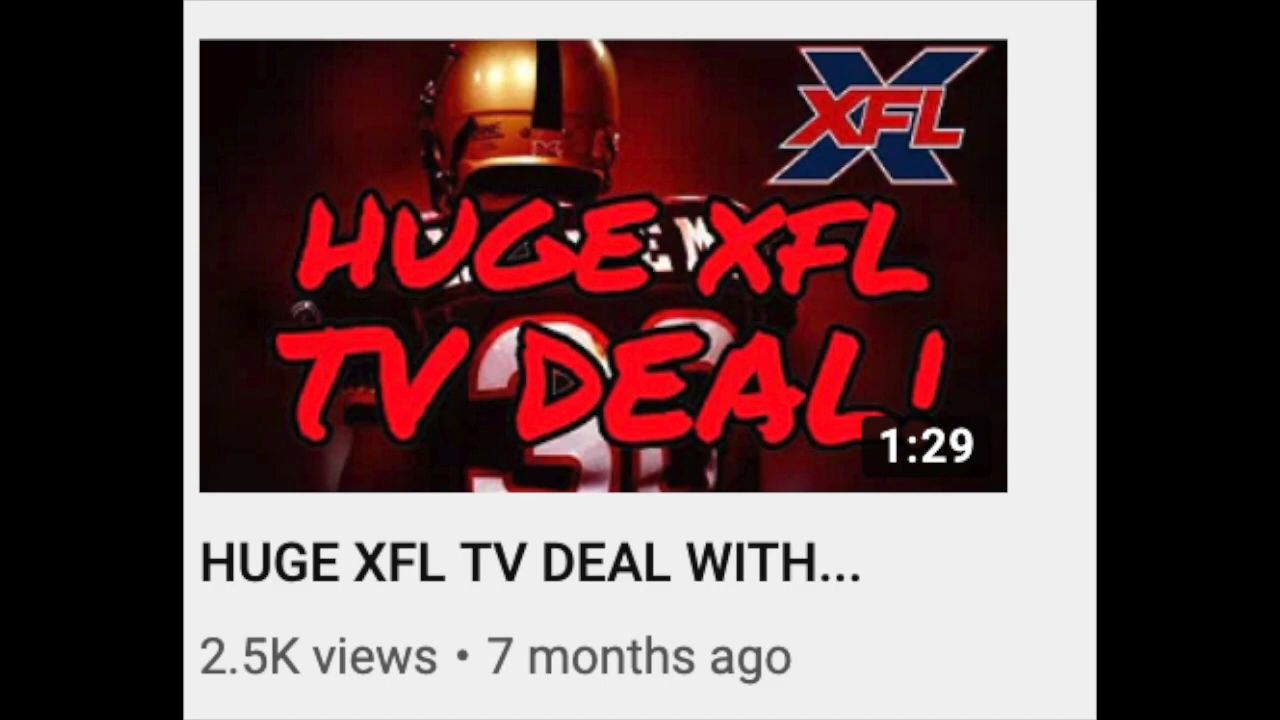 XFL
HUGE XFL
TV DEAL!
1:29
HUGE XFL TV DEAL WITH...
2.5K views • 7 months ago